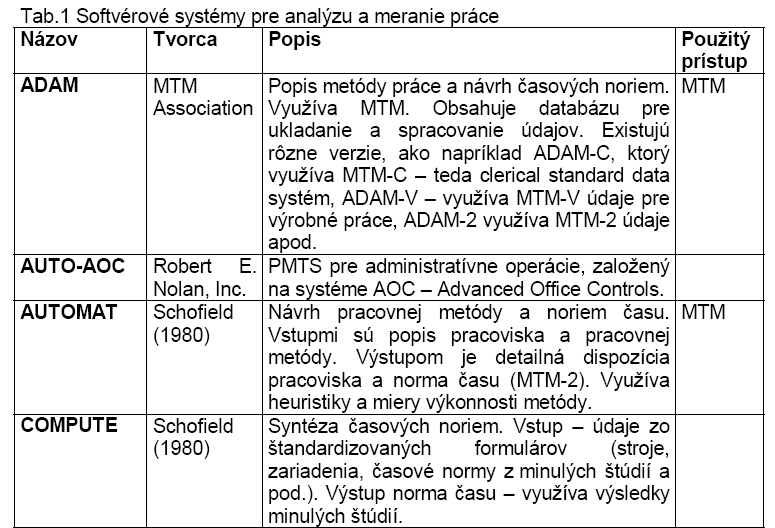 Tab.1 Softvérové systémy pre analýzu a meranie práce
Názov Tvorca Popis Použitý
prístup
ADAM MTM Popis metódy práce a návrh časových noriem. MTM
Association Využíva MTM. Obsahuje databázu pre
ukladanie a spracovanie údajov. Existujú
rôzne verzie, ako napríklad ADAM-C, ktorý
využíva MTM-C – teda clerical standard data
systém, ADAM-V – využíva MTM-V údaje pre
výrobné práce, ADAM-2 využíva MTM-2 údaje
apod.
AUTO-AOC Robert E. PMTS pre administratívne operácie, založený
Nolan, Inc. na systéme AOC – Advanced Office Controls.
AUTOMAT Schofield Návrh pracovnej metódy a noriem času. MTM
(1980) Vstupmi sú popis pracoviska a pracovnej
metódy. Výstupom je detailná dispozícia
pracoviska a norma času (MTM-2). Využíva
heuristiky a miery výkonnosti metódy.
COMPUTE Schofield Syntéza časových noriem. Vstup – údaje zo
(1980) štandardizovaných formulárov (stroje,
zariadenia, časové normy z minulých štúdií a
pod.). Výstup norma času – využíva výsledky
minulých štúdií.